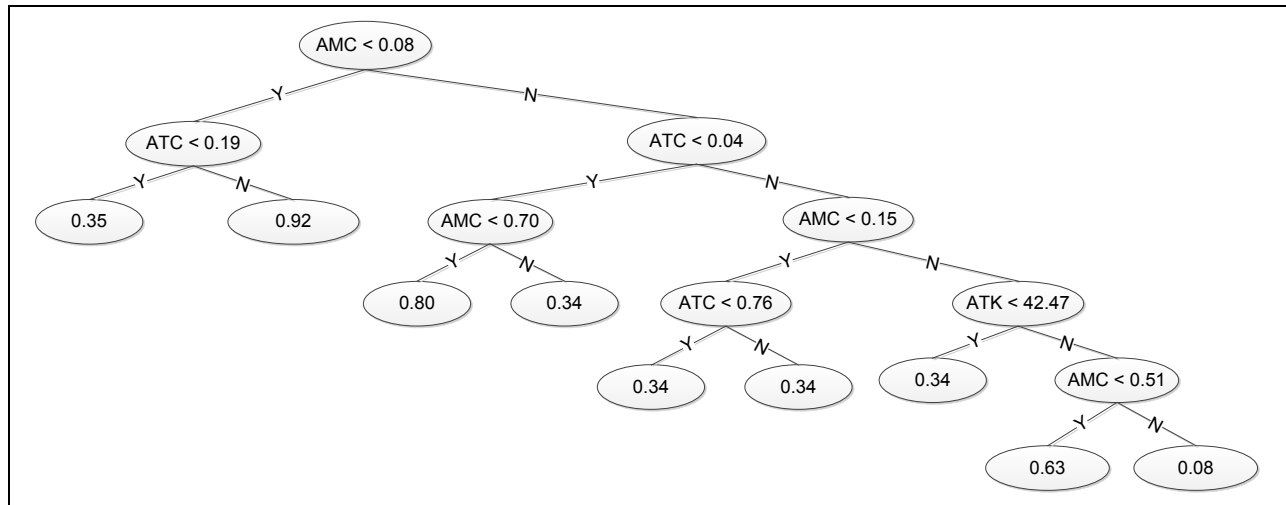 AMC < 0.08
Y
N
ATC < 0.19
ATC < 0.04
Y
N
Y
N
0.35
0.92
AMC < 0.70
AMC < 0.15
Y
N
Y
N
0.80
0.34
ATC < 0.76
ATK < 42.47
Y
N
Y
N
0.34
0.34
0.34
AMC < 0.51
Y
N
0.63
0.08